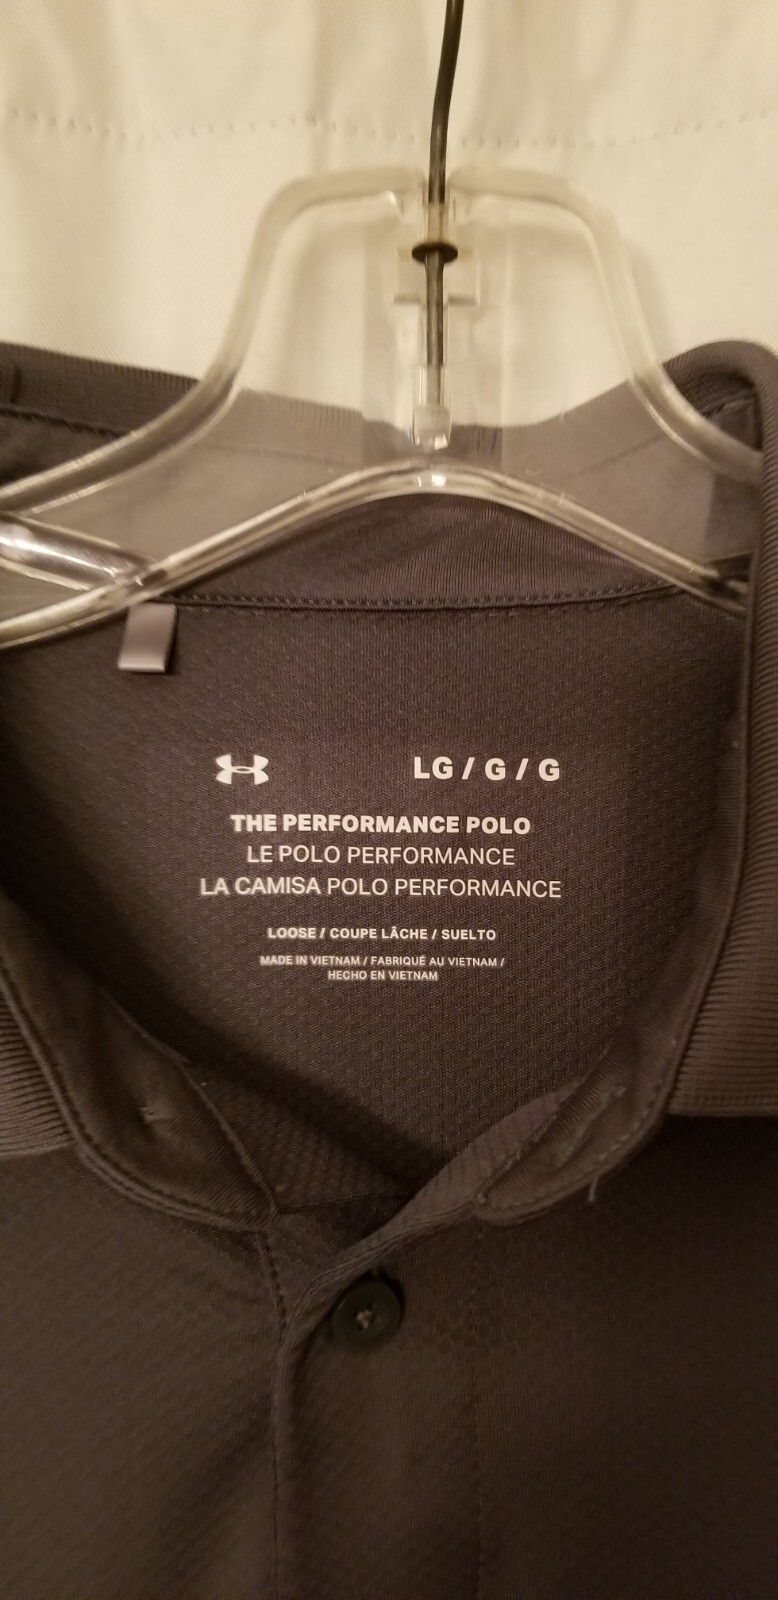 LG / G / G
THE PERFORMANCE POLO
LE POLO PERFORMANCE
LA CAMISA POLO PERFORMANCE
LOOSE / COUPE LÂCHE / SUELTO
MADE IN VIETNAM / FABRIQUÉ AU VIETNAM /
HECHO EN VIETNAM